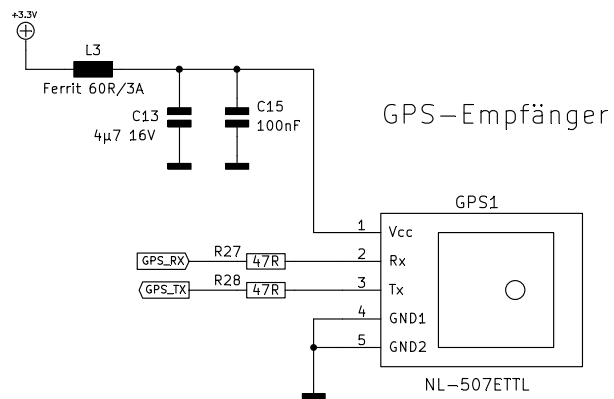 +3.3V
L3
Ferrit 60R/3A
C13
4µ7 16V
C15
100nF
GPS-Empfänger
GPS1
1 Vcc
GPS_RX R27 47R 2 Rx
GPS_TX R28 47R 3 Tx
4 GND1
5 GND2
NL-507ETTL